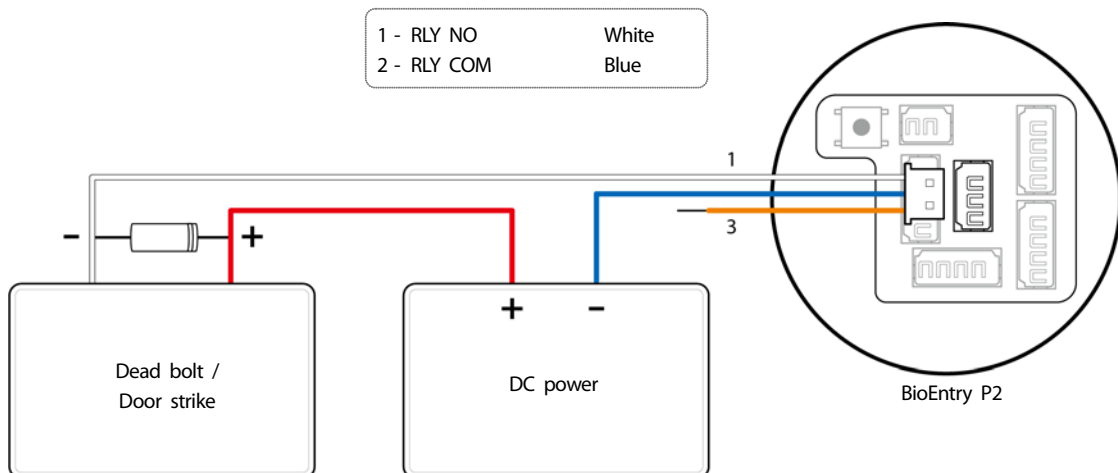 1 - RLY NO White
2 - RLY COM Blue
1
3
- +
+ -
Dead bolt /
Door strike
DC power
BioEntry P2